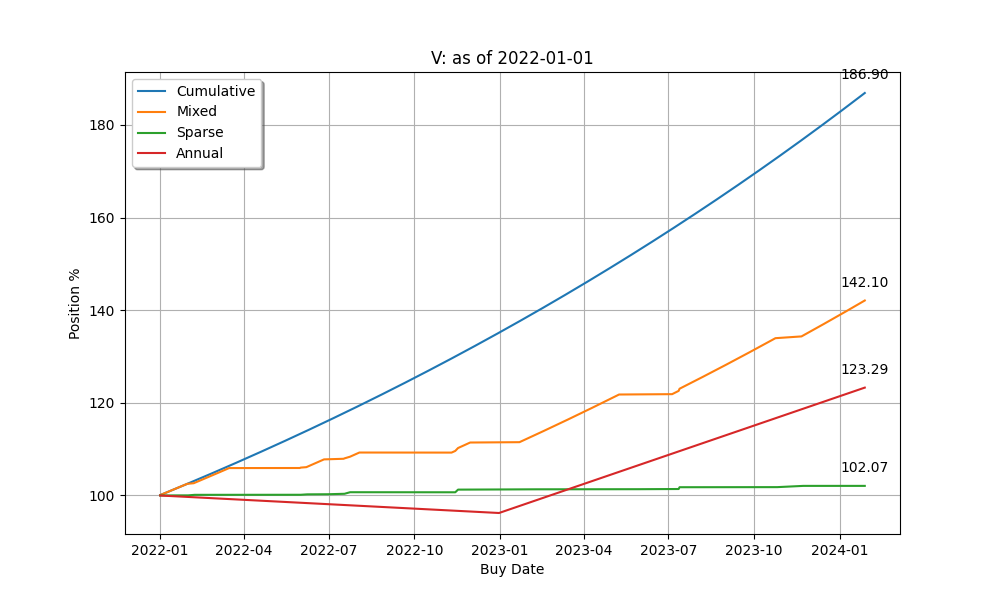 V: as of 2022-01-01
Cumulative
Mixed
Sparse
Annual
186.90
142.10
123.29
102.07
180
160
140
120
100
Position %
2022-01 2022-04 2022-07 2022-10 2023-01 2023-04 2023-07 2023-10 2024-01
Buy Date